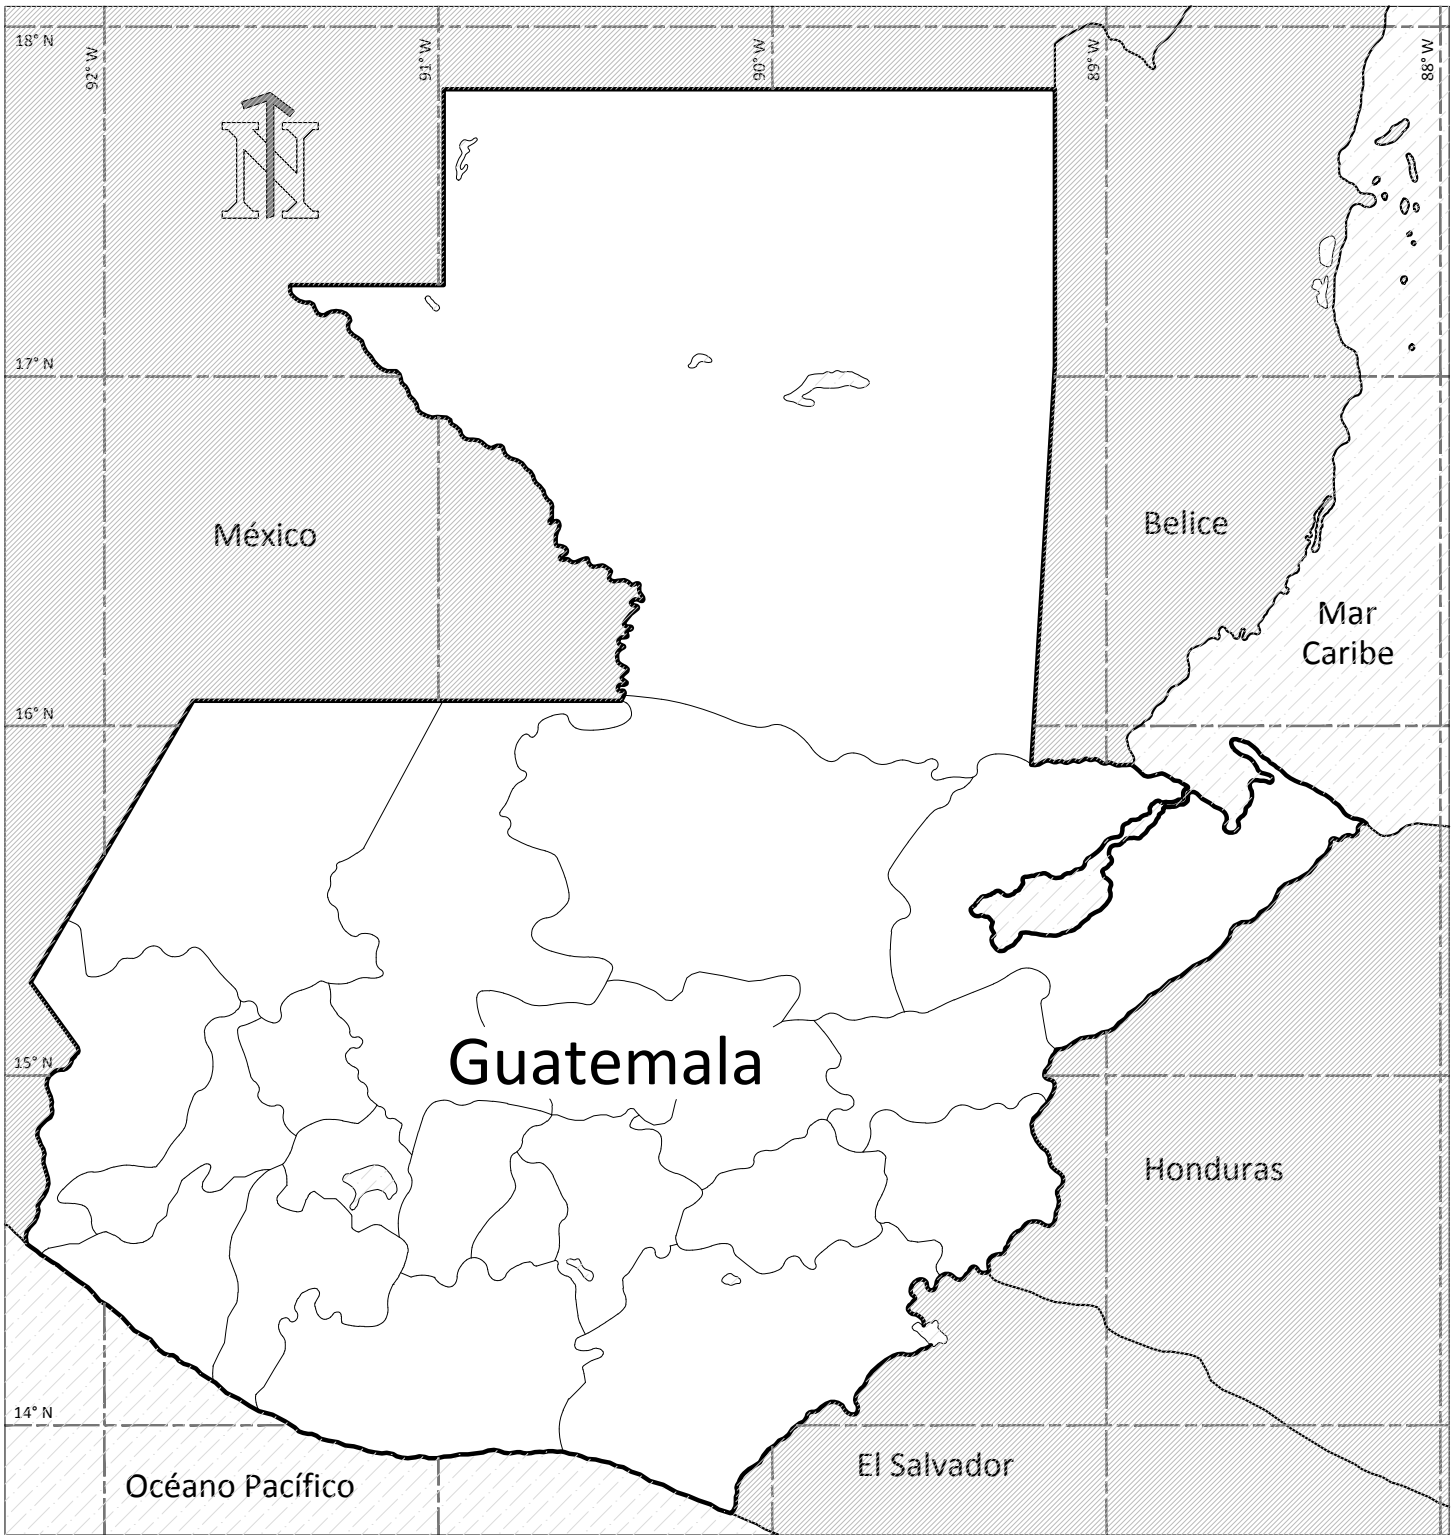 18° N
92° W
91° W
90° W
89° W
88° W
N
17° N
México
Belice
Mar
Caribe
16° N
Guatemala
15° N
Honduras
14° N
El Salvador
Océano Pacífico